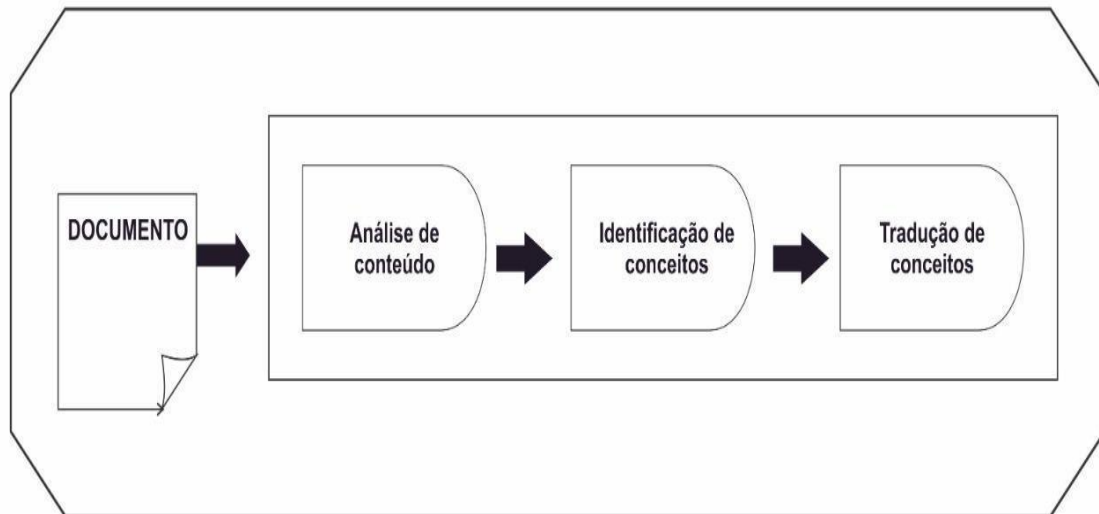 DOCUMENTO
Análise de
conteúdo
Identificação de
conceitos
Tradução de
conceitos